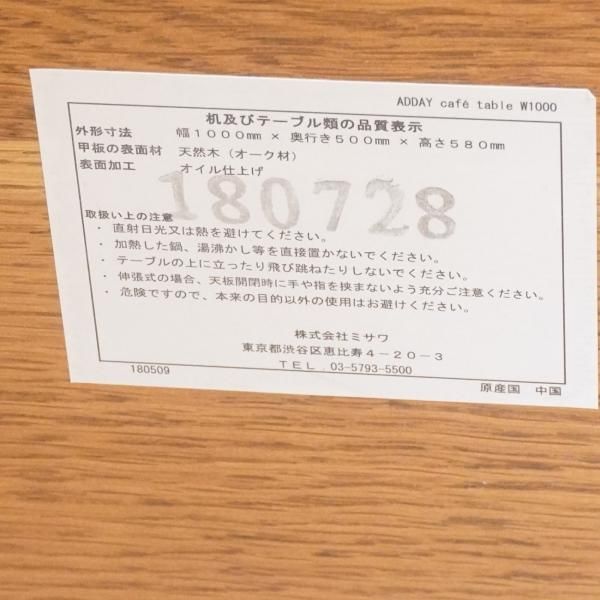 ADDAY café table W1000
机及びテーブル類の品質表示
外形寸法 幅1000mm × 奥行き500mm × 高さ580mm
甲板の表面材 天然木（オーク材）
表面加工 オイル仕上げ
180728
取扱い上の注意
・ 直射日光又は熱を避けてください。
・ 加熱した鍋、湯沸かし等を直接置かないでください。
・ テーブルの上に立ったり飛び跳ねたりしないでください。
・ 伸張式の場合、天板開閉時に手や指を挟まないよう充分ご注意ください。
・ 危険ですので、本来の目的以外の使用はお避けください。
株式会社ミサワ
東京都渋谷区恵比寿4-20-3
TEL.03-5793-5500
180509
原産国 中国